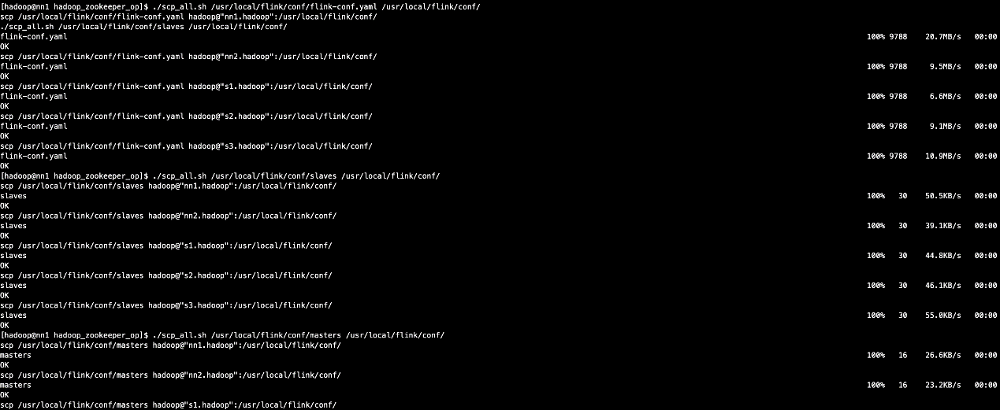 [hadoop@nn1 hadoop_zookeeper_op]$ ./scp_all.sh /usr/local/flink/conf/flink-conf.yaml /usr/local/flink/conf/
scp /usr/local/flink/conf/flink-conf.yaml hadoop@"nn1.hadoop":/usr/local/flink/conf/
./scp_all.sh /usr/local/flink/conf/slaves /usr/local/flink/conf/
flink-conf.yaml 100% 9788 20.7MB/s 00:00
OK
scp /usr/local/flink/conf/flink-conf.yaml hadoop@"nn2.hadoop":/usr/local/flink/conf/
flink-conf.yaml 100% 9788 9.5MB/s 00:00
OK
scp /usr/local/flink/conf/flink-conf.yaml hadoop@"s1.hadoop":/usr/local/flink/conf/
flink-conf.yaml 100% 9788 6.6MB/s 00:00
OK
scp /usr/local/flink/conf/flink-conf.yaml hadoop@"s2.hadoop":/usr/local/flink/conf/
flink-conf.yaml 100% 9788 9.1MB/s 00:00
OK
scp /usr/local/flink/conf/flink-conf.yaml hadoop@"s3.hadoop":/usr/local/flink/conf/
flink-conf.yaml 100% 9788 10.9MB/s 00:00
OK
[hadoop@nn1 hadoop_zookeeper_op]$ ./scp_all.sh /usr/local/flink/conf/slaves /usr/local/flink/conf/
scp /usr/local/flink/conf/slaves hadoop@"nn1.hadoop":/usr/local/flink/conf/
slaves 100% 30 50.5KB/s 00:00
OK
scp /usr/local/flink/conf/slaves hadoop@"nn2.hadoop":/usr/local/flink/conf/
slaves 100% 30 39.1KB/s 00:00
OK
scp /usr/local/flink/conf/slaves hadoop@"s1.hadoop":/usr/local/flink/conf/
slaves 100% 30 44.8KB/s 00:00
OK
scp /usr/local/flink/conf/slaves hadoop@"s2.hadoop":/usr/local/flink/conf/
slaves 100% 30 46.1KB/s 00:00
OK
scp /usr/local/flink/conf/slaves hadoop@"s3.hadoop":/usr/local/flink/conf/
slaves 100% 30 55.0KB/s 00:00
OK
[hadoop@nn1 hadoop_zookeeper_op]$ ./scp_all.sh /usr/local/flink/conf/masters /usr/local/flink/conf/
scp /usr/local/flink/conf/masters hadoop@"nn1.hadoop":/usr/local/flink/conf/
masters 100% 16 26.6KB/s 00:00
OK
scp /usr/local/flink/conf/masters hadoop@"nn2.hadoop":/usr/local/flink/conf/
masters 100% 16 23.2KB/s 00:00
OK
scp /usr/local/flink/conf/masters hadoop@"s1.hadoop":/usr/local/flink/conf/